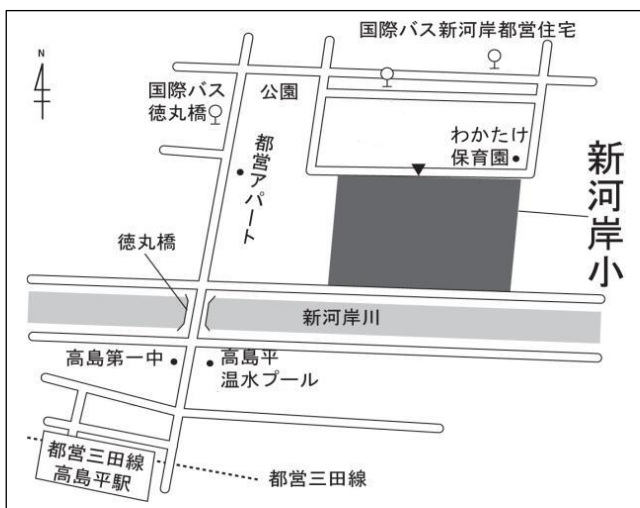 国際バス新河岸都営住宅
N
国際バス
徳丸橋
公園
わかたけ
保育園
新河岸小
都営アパート
徳丸橋
新河岸川
高島第一中
高島平
温水プール
都営三田線
高島平駅
都営三田線